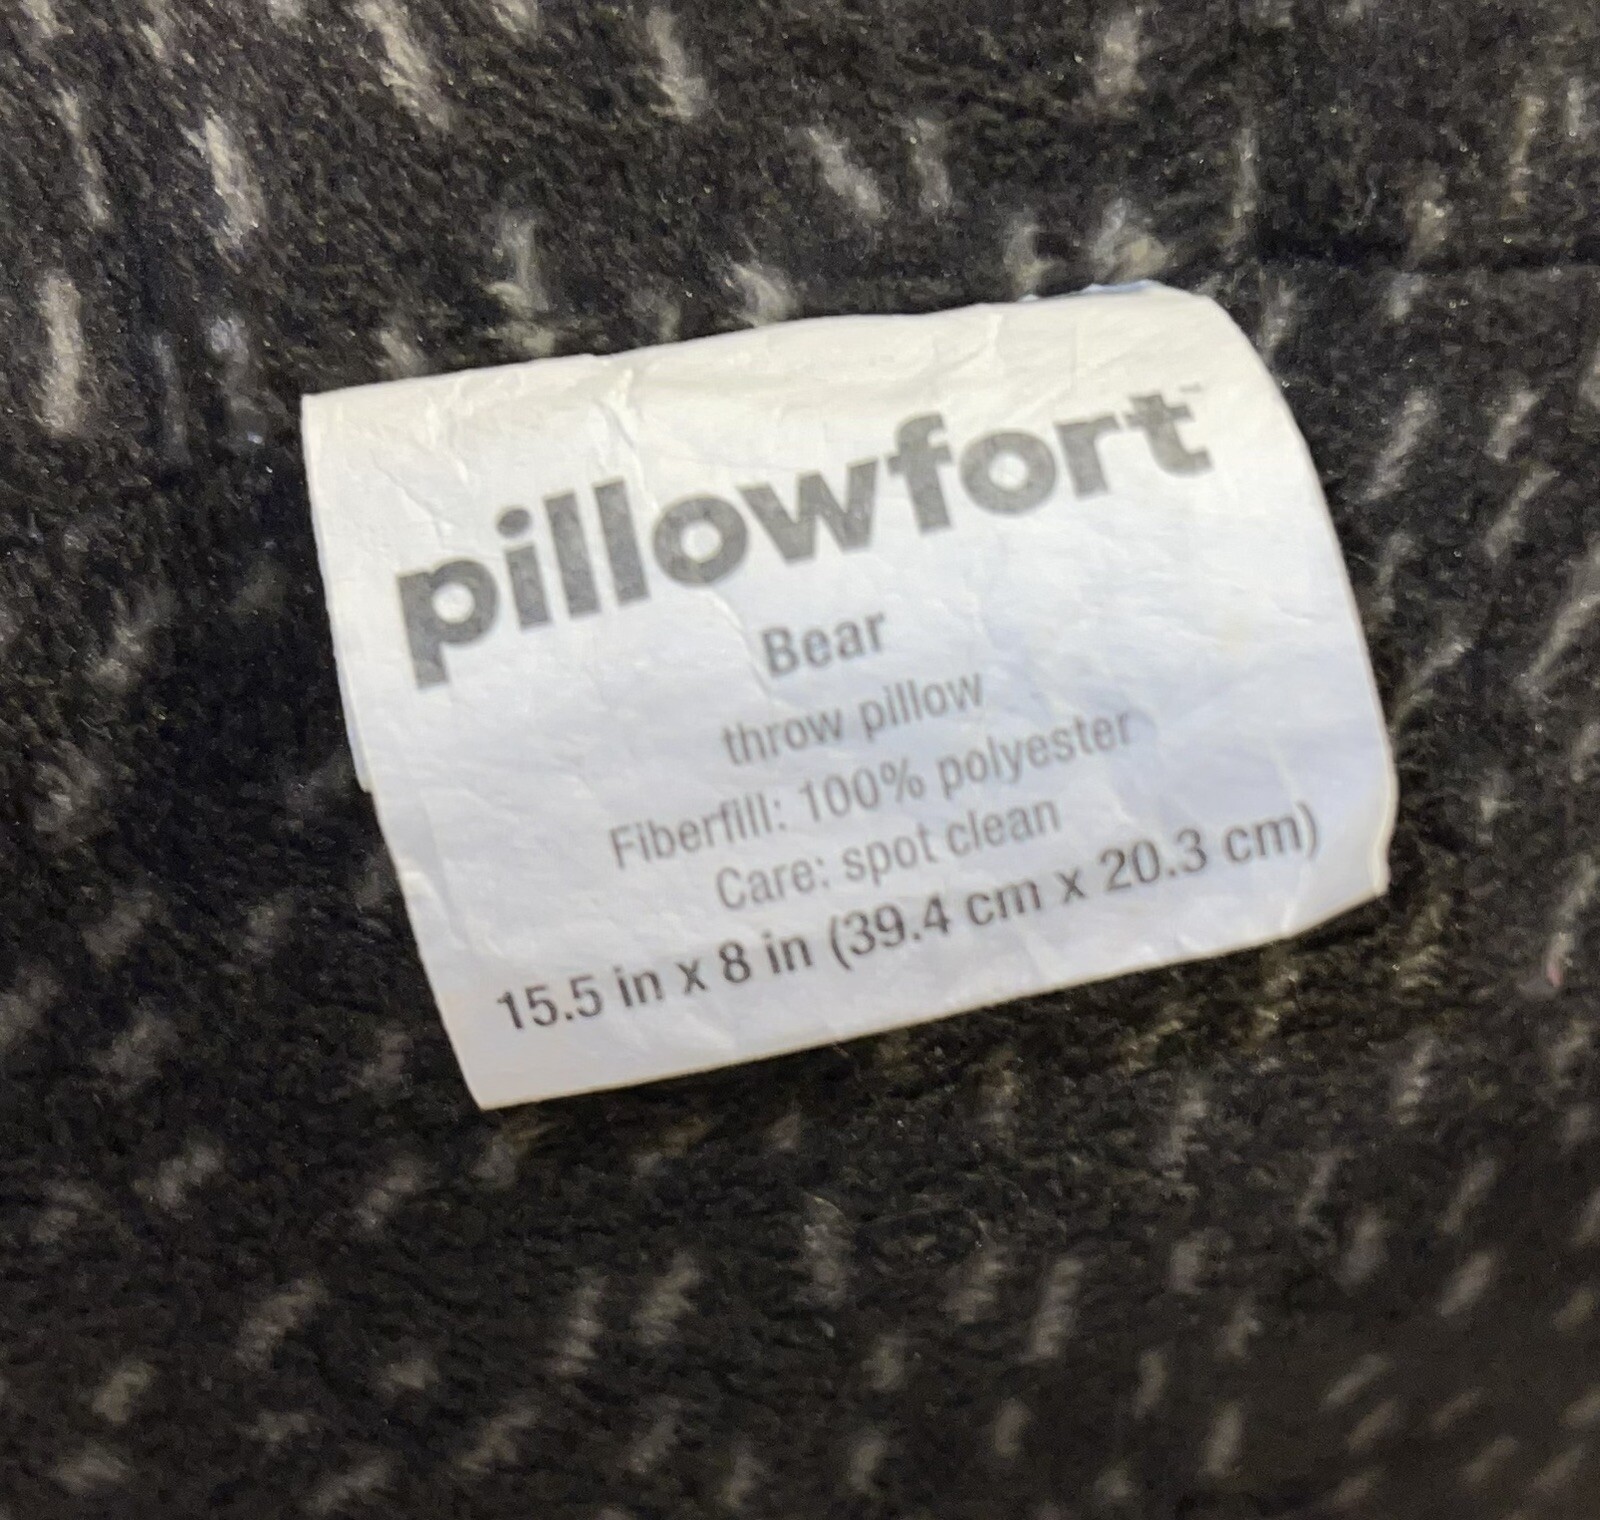 pillowfort™
Bear
throw pillow
Fiberfill: 100% polyester
Care: spot clean
15.5 in x 8 in (39.4 cm x 20.3 cm)